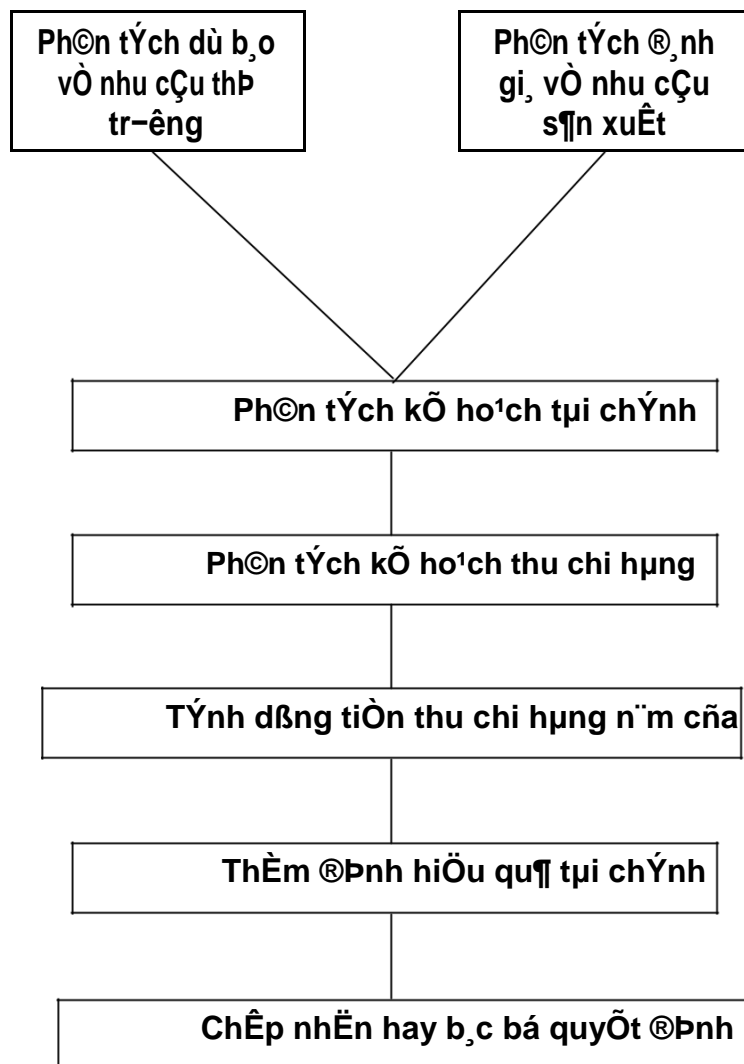 Ph©n tÝch dù b¸o
vÒ nhu cÇu thÞ
tr−êng
Ph©n tÝch ®¸nh
gi¸ vÒ nhu cÇu
s¶n xuÊt
Ph©n tÝch kÕ ho¹ch tµi chÝnh
Ph©n tÝch kÕ ho¹ch thu chi hµng
TÝnh dßng tiÒn thu chi hµng n¨m cña
ThÈm ®Þnh hiÖu qu¶ tµi chÝnh
ChÊp nhËn hay b¸c bá quyÕt ®Þnh